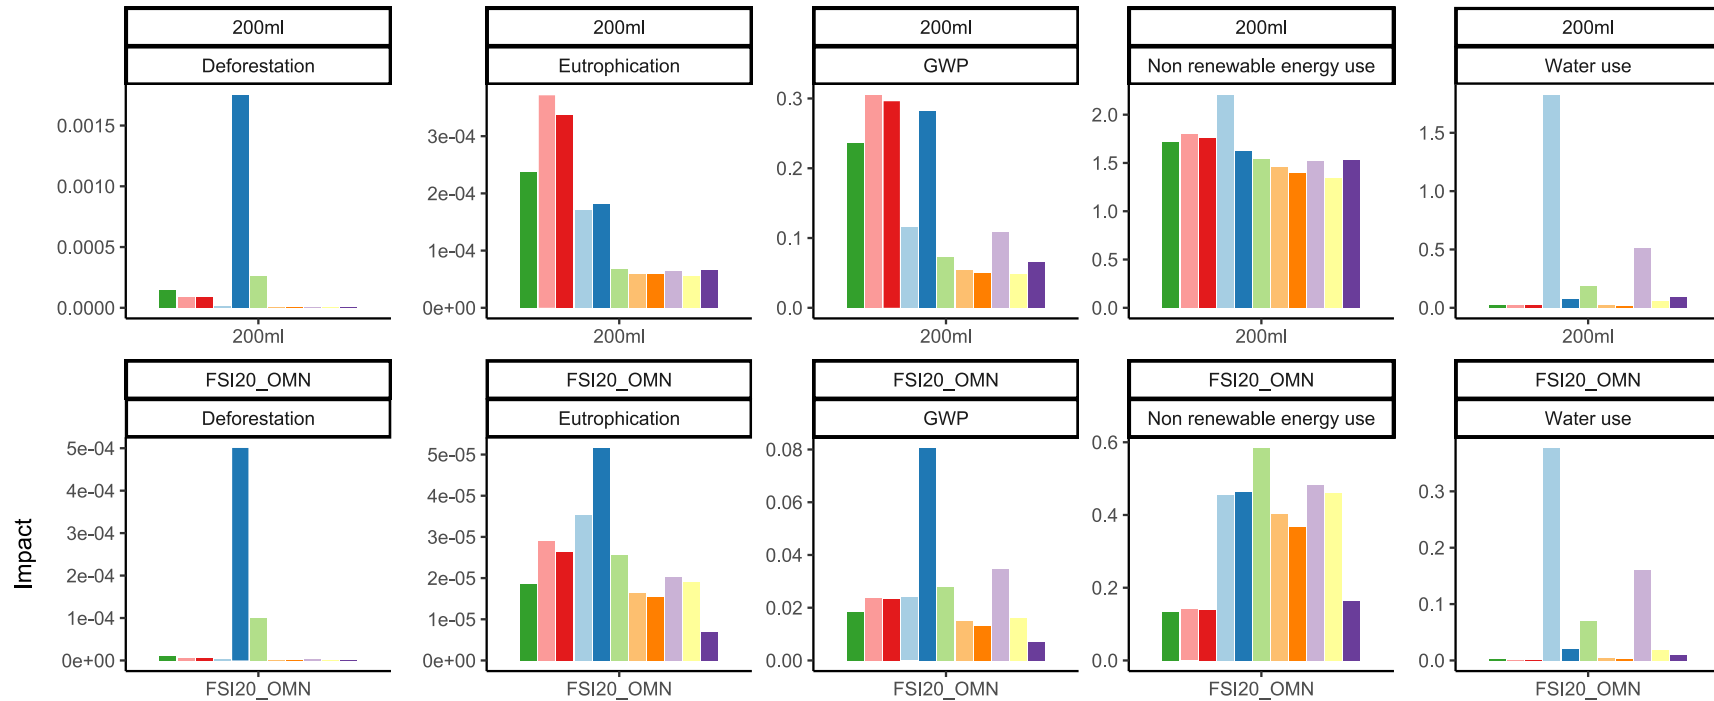 200ml 200ml 200ml 200ml 200ml
Deforestation Eutrophication GWP Non renewable energy use Water use
0.0015 3e-04 0.3 2.0 1.5
0.0010 2e-04 0.2 1.5 1.0
0.0005 1e-04 0.1 1.0 0.5
0.0000 0e+00 0.0 0.5 0.0
0.0
200ml 200ml 200ml 200ml 200ml
FSI20_OMN FSI20_OMN FSI20_OMN FSI20_OMN FSI20_OMN
Deforestation Eutrophication GWP Non renewable energy use Water use
5e-04 5e-05 0.08 0.6 0.3
4e-04 4e-05 0.06 0.4 0.2
3e-04 3e-05 0.04 0.2 0.1
2e-04 2e-05 0.02 0.0 0.0
1e-04 1e-05 0.00
0e+00 0e+00
FSI20_OMN FSI20_OMN FSI20_OMN FSI20_OMN FSI20_OMN
Impact